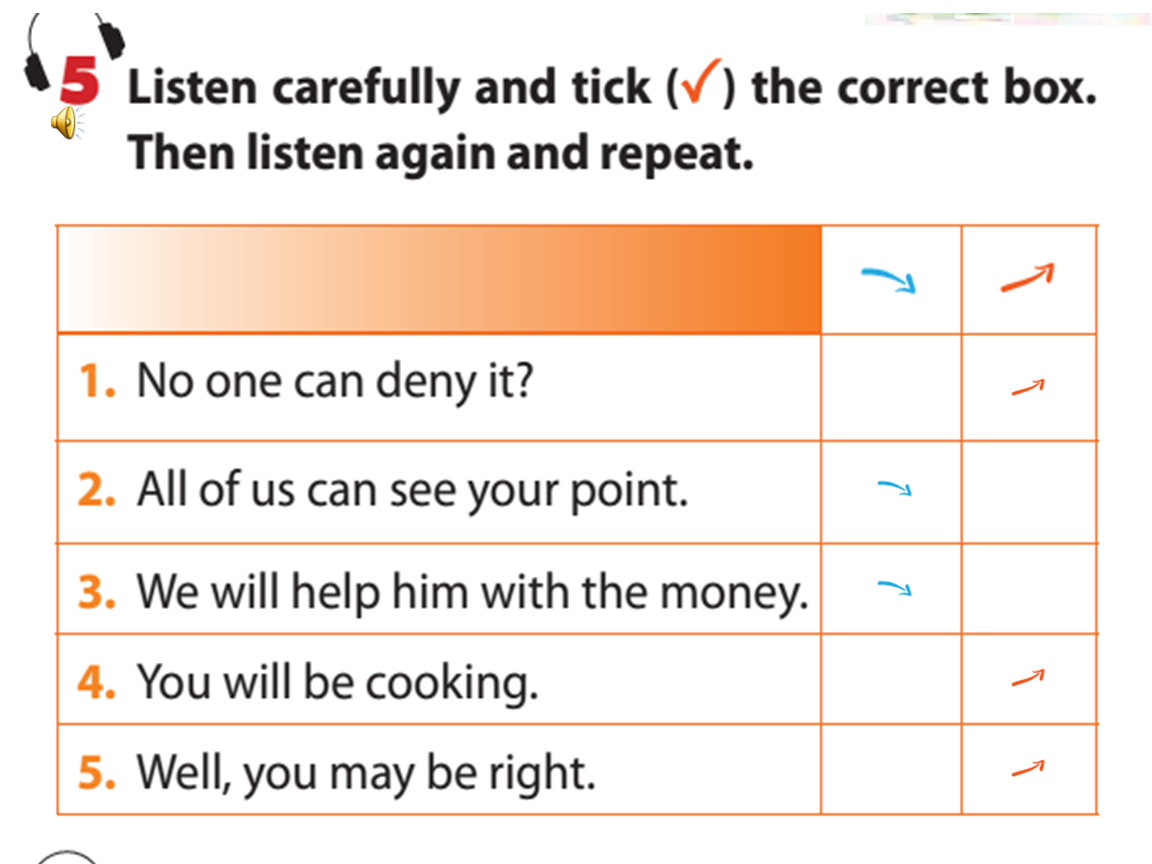 5 Listen carefully and tick (✓) the correct box.
Then listen again and repeat.
1. No one can deny it?
2. All of us can see your point.
3. We will help him with the money.
4. You will be cooking.
5. Well, you may be right.